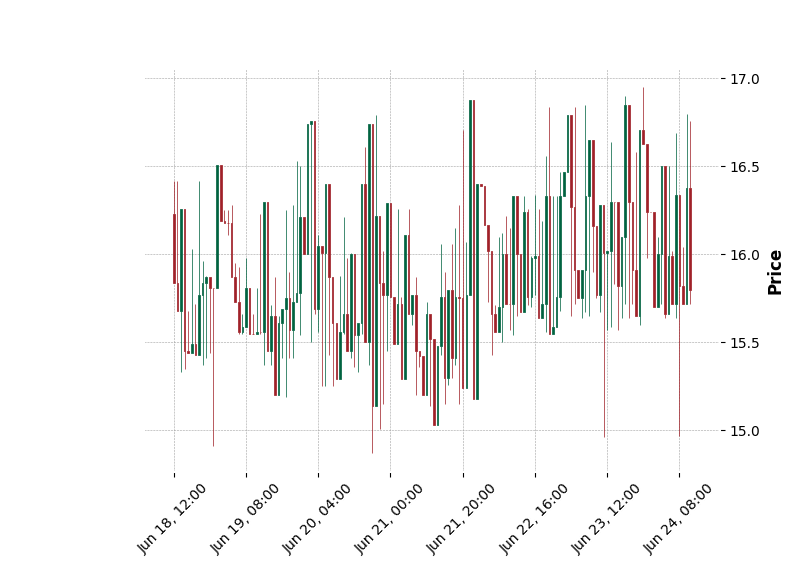 17.0
16.5
16.0
15.5
15.0
Price
Jun 18, 12:00
Jun 19, 08:00
Jun 20, 04:00
Jun 21, 00:00
Jun 21, 20:00
Jun 22, 16:00
Jun 23, 12:00
Jun 24, 08:00